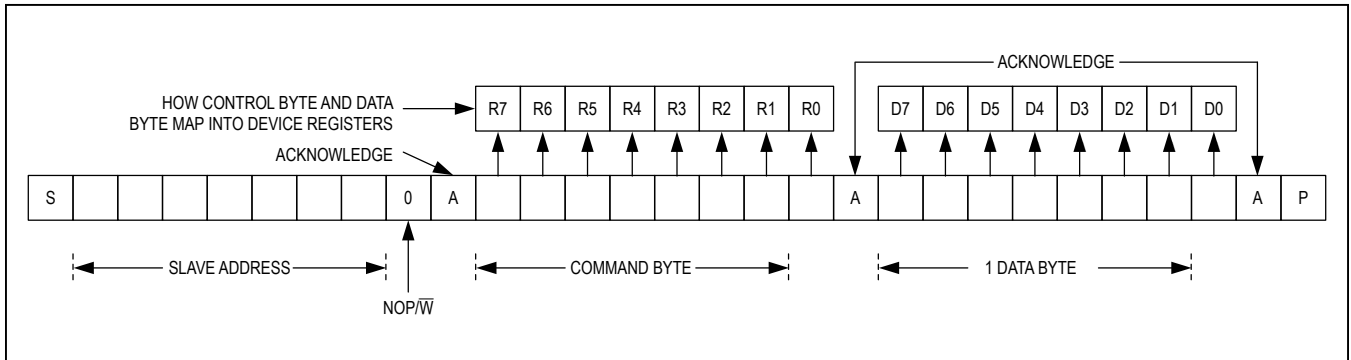 ACKNOWLEDGE
HOW CONTROL BYTE AND DATA
BYTE MAP INTO DEVICE REGISTERS
R7 R6 R5 R4 R3 R2 R1 R0
D7 D6 D5 D4 D3 D2 D1 D0
ACKNOWLEDGE
S 0 A A A P
SLAVE ADDRESS COMMAND BYTE 1 DATA BYTE
NOP/W̅